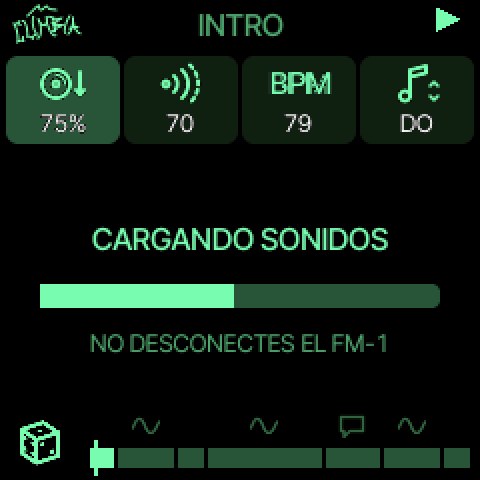 INTRO
75%
70
BPM
79
DO
CARGANDO SONIDOS
NO DESCONECTES EL FM-1